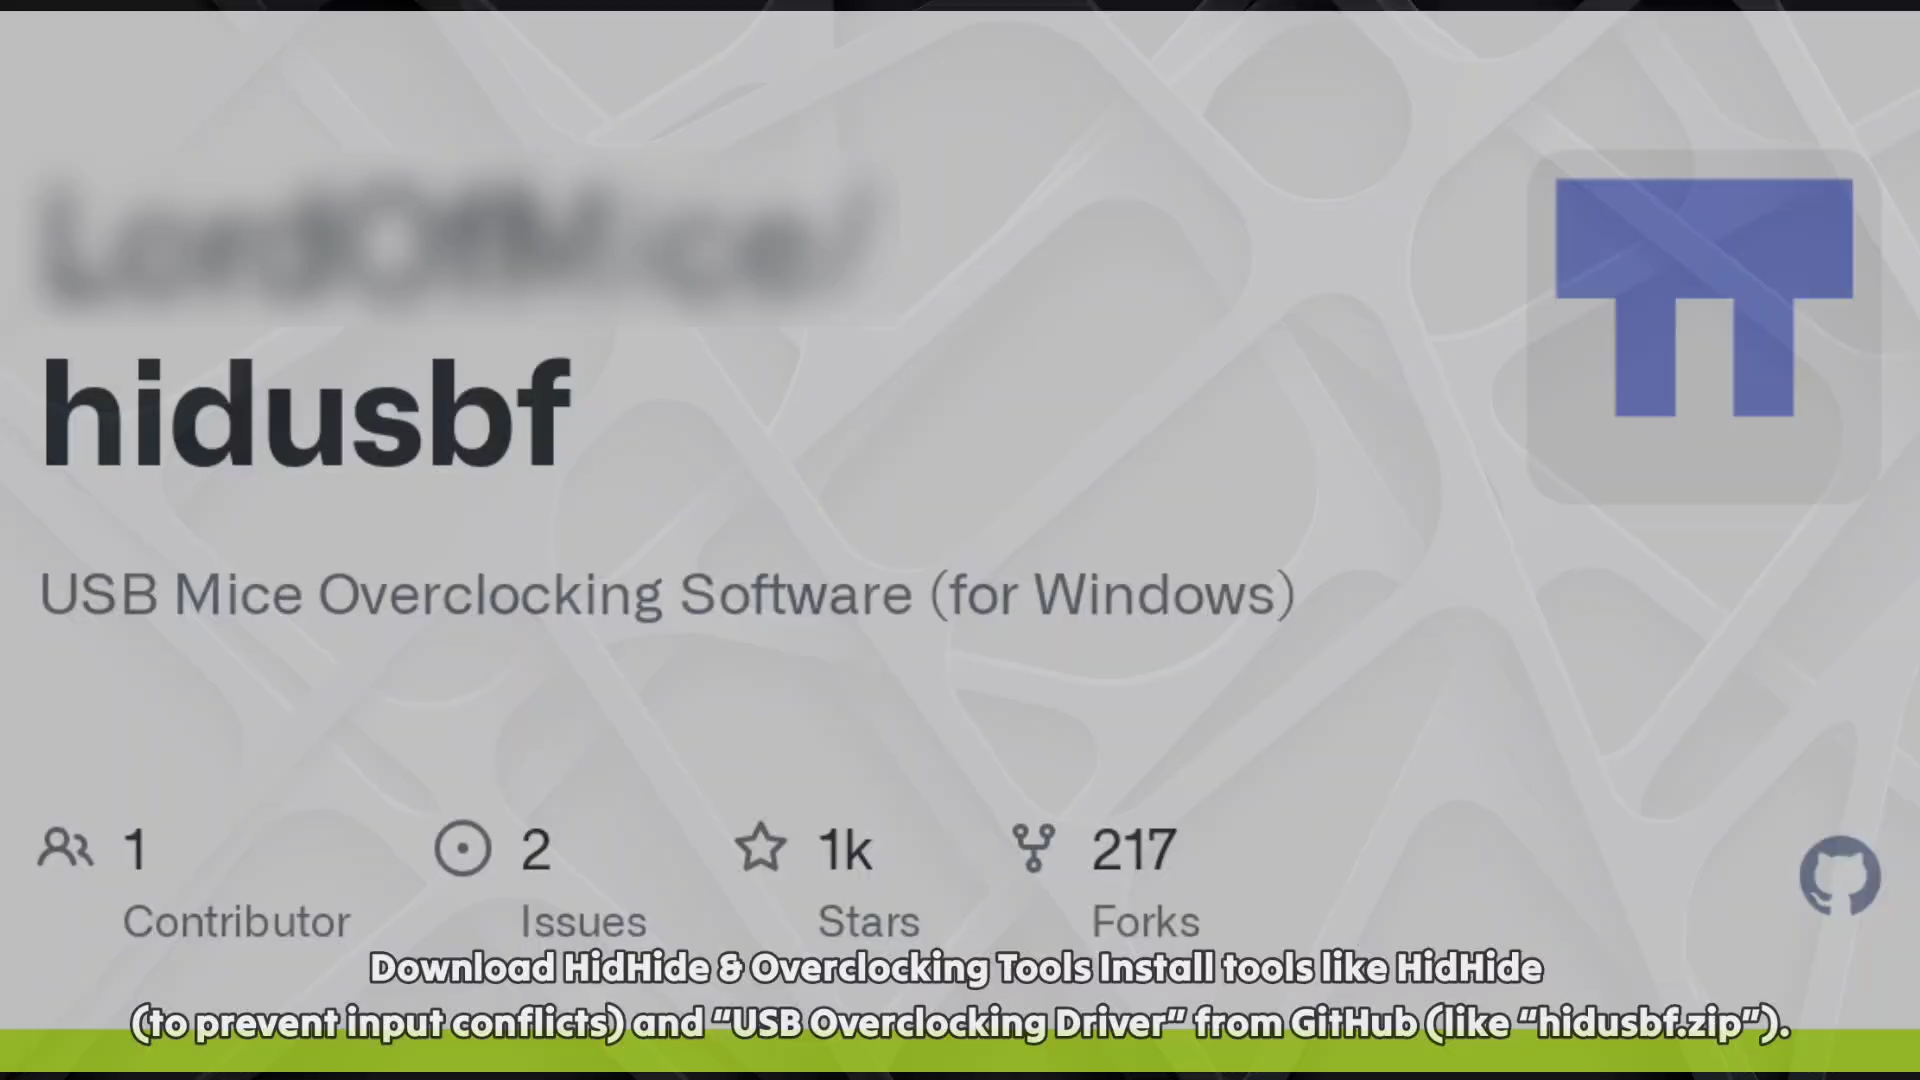 LordOfMice/
hidusbf
USB Mice Overclocking Software (for Windows)
1
Contributor
2
Issues
1k
Stars
217
Forks
Download HidHide & Overclocking Tools Install tools like HidHide
(to prevent input conflicts) and “USB Overclocking Driver” from GitHub (like “hidusbf.zip”).